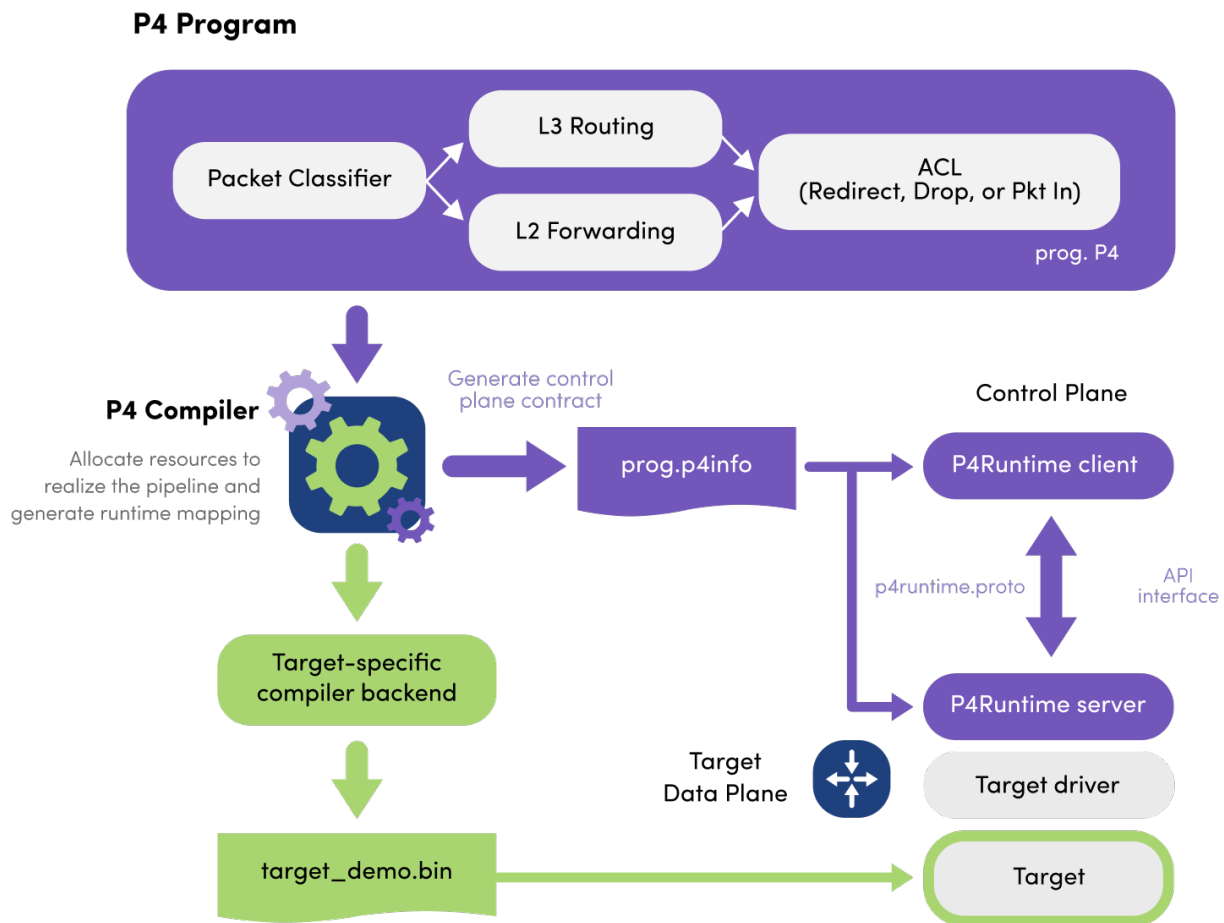 P4 Program
L3 Routing
Packet Classifier
ACL
(Redirect, Drop, or Pkt In)
L2 Forwarding
prog. P4
Generate control
plane contract
Control Plane
P4 Compiler
Allocate resources to
realize the pipeline and
generate runtime mapping
prog.p4info
P4Runtime client
p4runtime.proto
API
interface
Target-specific
compiler backend
P4Runtime server
Target
Data Plane
Target driver
target_demo.bin
Target